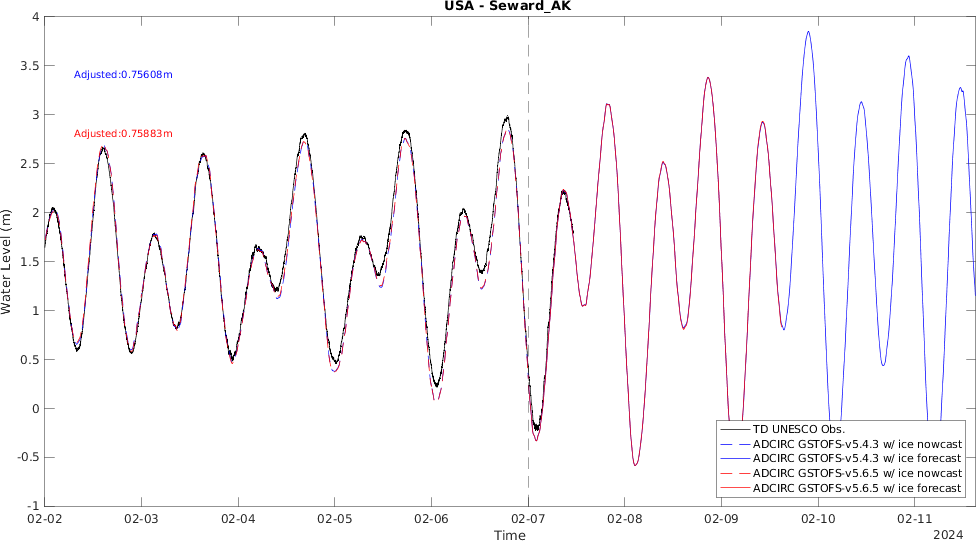 USA - Seward_AK
Adjusted:0.75608m
Adjusted:0.75883m
Water Level (m)
4
3.5
3
2.5
2
1.5
1
0.5
0
-0.5
-1
02-02 02-03 02-04 02-05 02-06 02-07 02-08 02-09 02-10 02-11
Time
2024
TD UNESCO Obs.
ADCIRC GSTOFS-v5.4.3 w/ ice nowcast
ADCIRC GSTOFS-v5.4.3 w/ ice forecast
ADCIRC GSTOFS-v5.6.5 w/ ice nowcast
ADCIRC GSTOFS-v5.6.5 w/ ice forecast